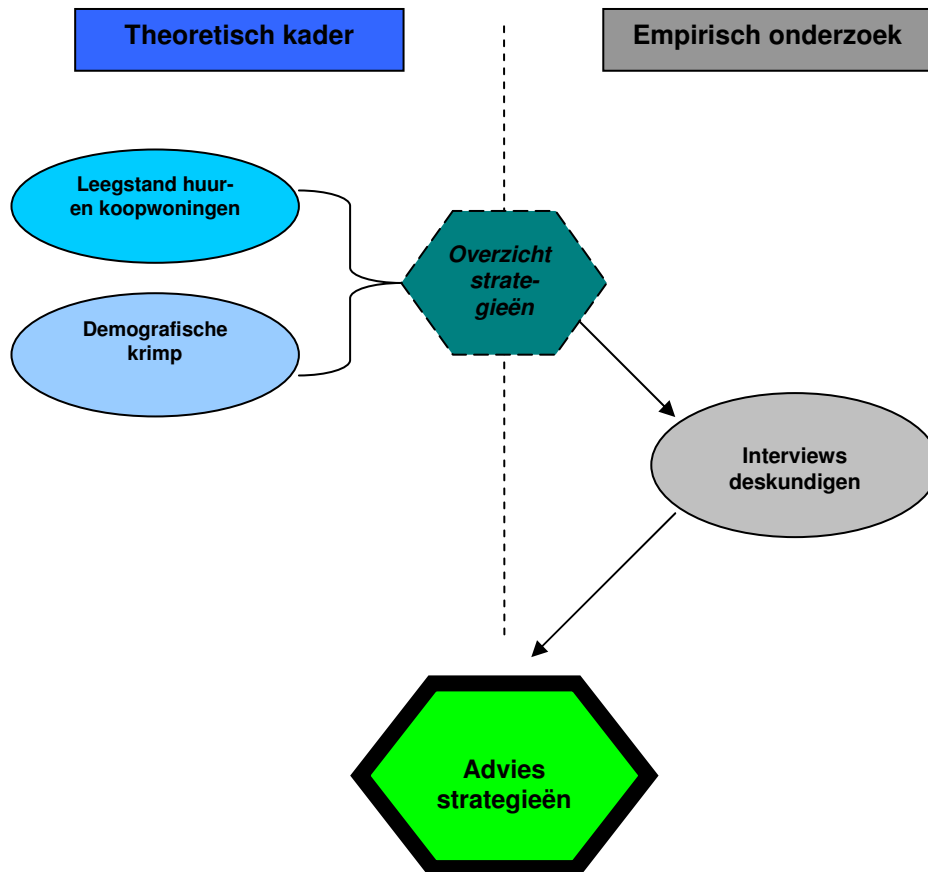 Theoretisch kader
Empirisch onderzoek
Leegstand huur-
en koopwoningen
Overzicht
strate-
gieën
Demografische
krimp
Interviews
deskundigen
Advies
strategieën